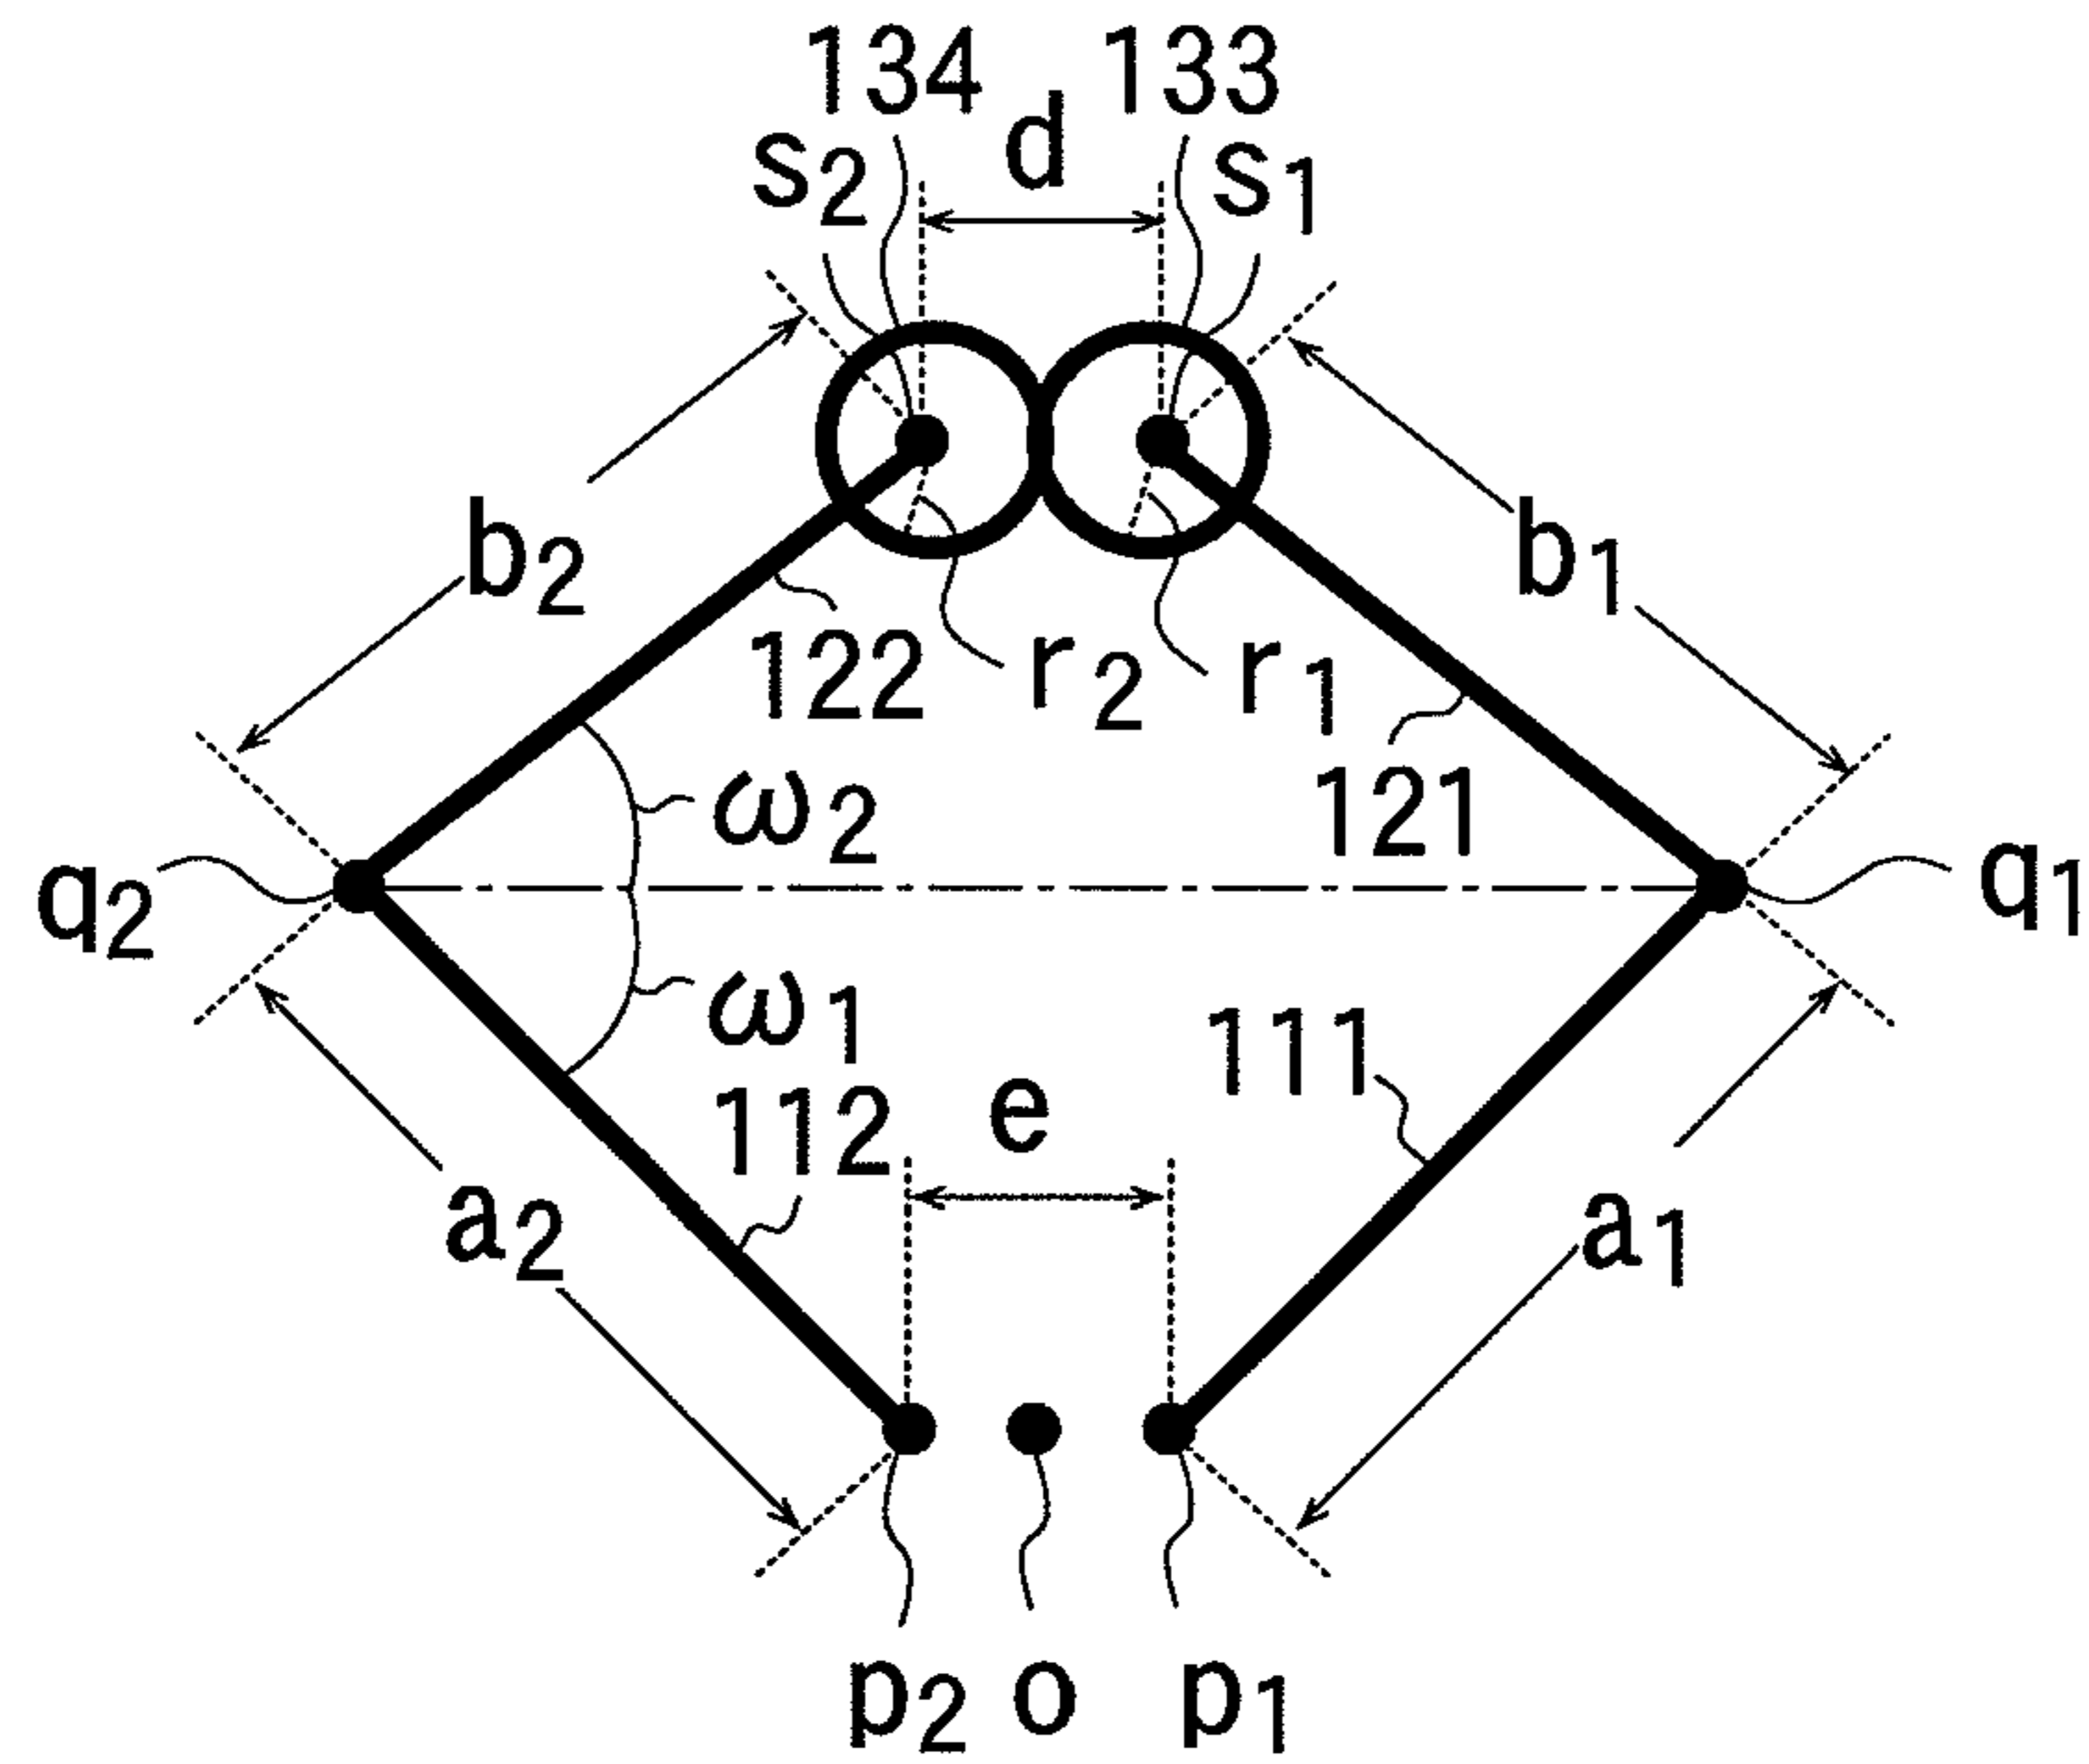 134 133
s2 d s1
b2 b1
122 r2 r1
ω2 121
q2 q1
ω1 111
112 e
a2 a1
p2 o p1